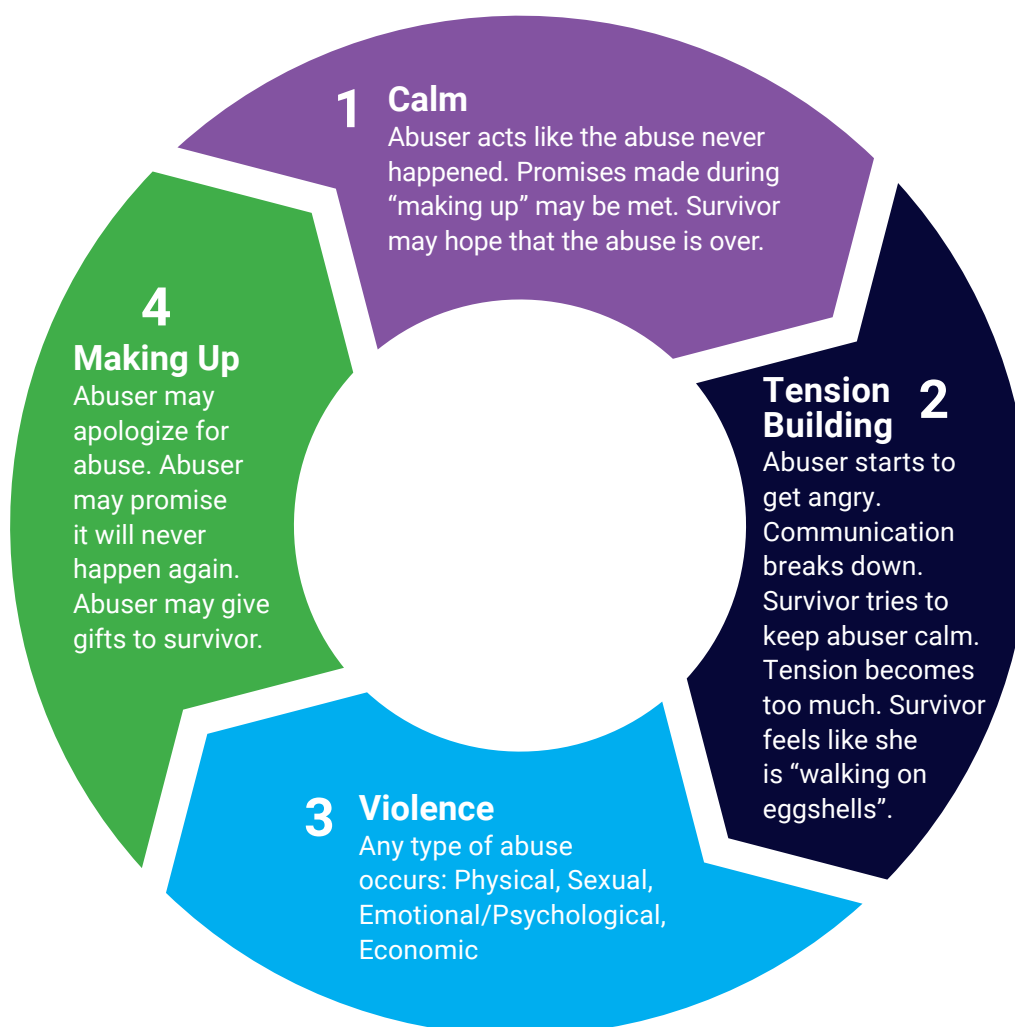 1 Calm
Abuser acts like the abuse never
happened. Promises made during
“making up” may be met. Survivor
may hope that the abuse is over.
Tension 2
Building
Abuser starts to
get angry.
Communication
breaks down.
Survivor tries to
keep abuser calm.
Tension becomes
too much. Survivor
feels like she
is “walking on
eggshells”.
3 Violence
Any type of abuse
occurs: Physical, Sexual,
Emotional/Psychological,
Economic
4
Making Up
Abuser may
apologize for
abuse. Abuser
may promise
it will never
happen again.
Abuser may give
gifts to survivor.